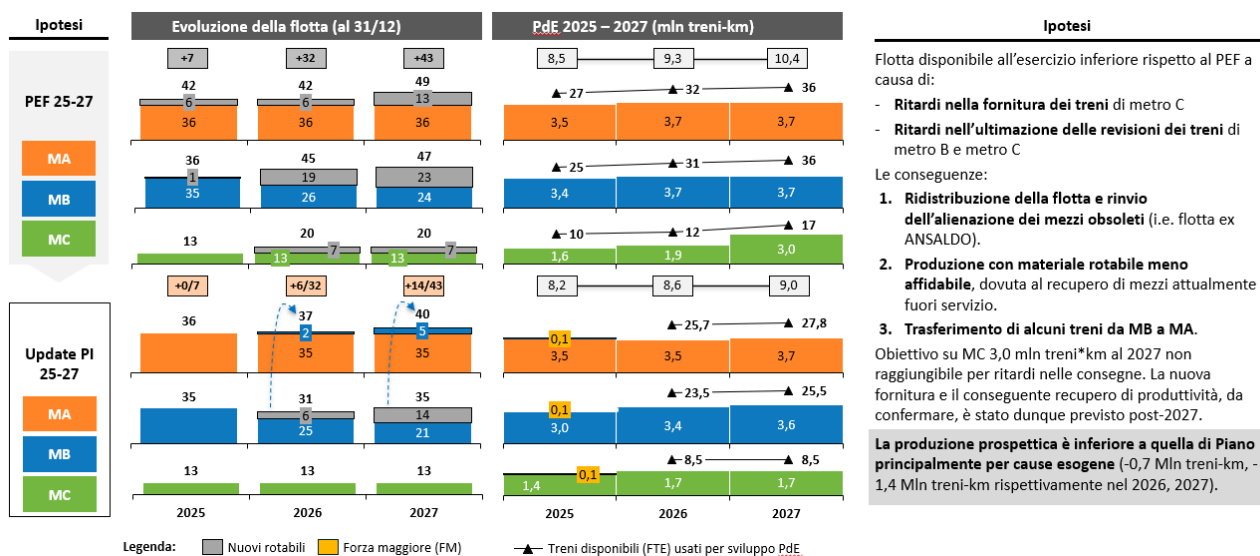 Ipotesi
Evoluzione della flotta (al 31/12)
PdE 2025 – 2027 (mln treni-km)
Ipotesi
PEF 25-27
MA
MB
MC
+7
+32
+43
8,5
9,3
10,4
42
42
49
6
6
13
36
36
36
27
32
36
3,5
3,7
3,7
36
45
47
1
19
23
35
26
24
25
31
36
3,4
3,7
3,7
13
20
20
13
7
13
7
10
12
17
1,6
1,9
3,0
Update PI
25-27
MA
MB
MC
+0/7
+6/32
+14/43
8,2
8,6
9,0
36
37
40
2
5
35
35
25,7
27,8
0,1
3,5
3,5
3,7
35
31
35
6
14
25
21
23,5
25,5
0,1
3,0
3,4
3,6
13
13
13
8,5
8,5
0,1
1,4
1,7
1,7
2025
2026
2027
2025
2026
2027
Legenda:
Nuovi rotabili
Forza maggiore (FM)
Treni disponibili (FTE) usati per sviluppo PdE
Flotta disponibile all'esercizio inferiore rispetto al PEF a
causa di:
- Ritardi nella fornitura dei treni di metro C
- Ritardi nell'ultimazione delle revisioni dei treni di
metro B e metro C
Le conseguenze:
1. Ridistribuzione della flotta e rinvio
dell'alienazione dei mezzi obsoleti (i.e. flotta ex
ANSALDO).
2. Produzione con materiale rotabile meno
affidabile, dovuta al recupero di mezzi attualmente
fuori servizio.
3. Trasferimento di alcuni treni da MB a MA.
Obiettivo su MC 3,0 mln treni*km al 2027 non
raggiungibile per ritardi nelle consegne. La nuova
fornitura e il conseguente recupero di produttività, da
confermare, è stato dunque previsto post-2027.
La produzione prospettica è inferiore a quella di Piano
principalmente per cause esogene (-0,7 Mln treni-km, -
1,4 Mln treni-km rispettivamente nel 2026, 2027).